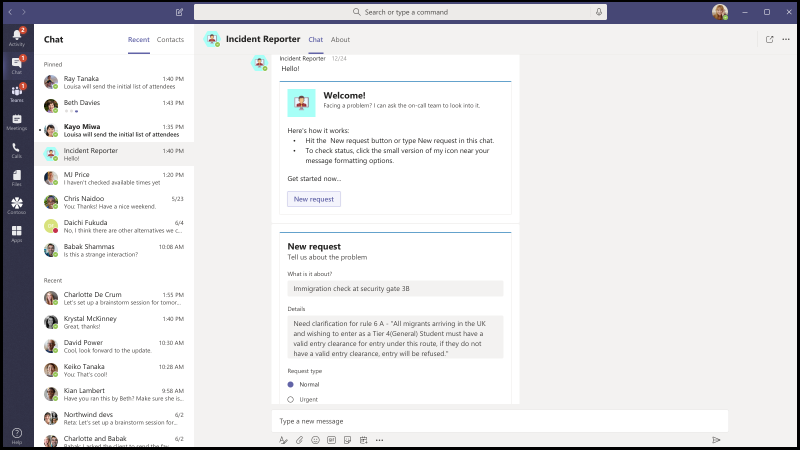 Search or type a command
2
Activity
1
Chat
1
Teams
Meetings
Calls
Files
Contoso
Apps
Help
Chat
Recent
Contacts
Pinned
Ray Tanaka 1:40 PM
Louisa will send the initial list of attendees
Beth Davies 1:43 PM
Kayo Miwa 1:35 PM
Louisa will send the initial list of attendees
Incident Reporter 1:40 PM
Hello!
MJ Price 1:20 PM
I haven't checked available times yet
Chris Naidoo 5/23
You: Thanks! Have a nice weekend.
Daichi Fukuda 6/4
No, I think there are other alternatives we c...
Babak Shammas 10:08 AM
Is this a strange interaction?
Recent
Charlotte De Crum 1:55 PM
Let's set up a brainstorm session for tomor...
Krystal McKinney 1:40 PM
Great, thanks!
David Power 10:30 AM
Cool, look forward to the update.
Keiko Tanaka 10:28 AM
You: That's cool!
Kian Lambert 9:58 AM
Have you ran this by Beth? Make sure she is...
Northwind devs 6/2
Reta: Let's set up a brainstorm session for...
Charlotte and Babak 6/2
Babak: I asked the client to send the fav...
Incident Reporter
Chat
About
Incident Reporter 12/24
Hello!
Welcome!
Facing a problem? I can ask the on-call team to look into it.
Here's how it works:
• Hit the New request button or type New request in this chat.
• To check status, click the small version of my icon near your
message formatting options.
Get started now...
New request
New request
Tell us about the problem
What is it about?
Immigration check at security gate 3B
Details
Need clarification for rule 6 A - "All migrants arriving in the UK
and wishing to enter as a Tier 4(General) Student must have a
valid entry clearance for entry under this route, if they do not
have a valid entry clearance, entry will be refused."
Request type
Normal
Urgent
Type a new message
GIF